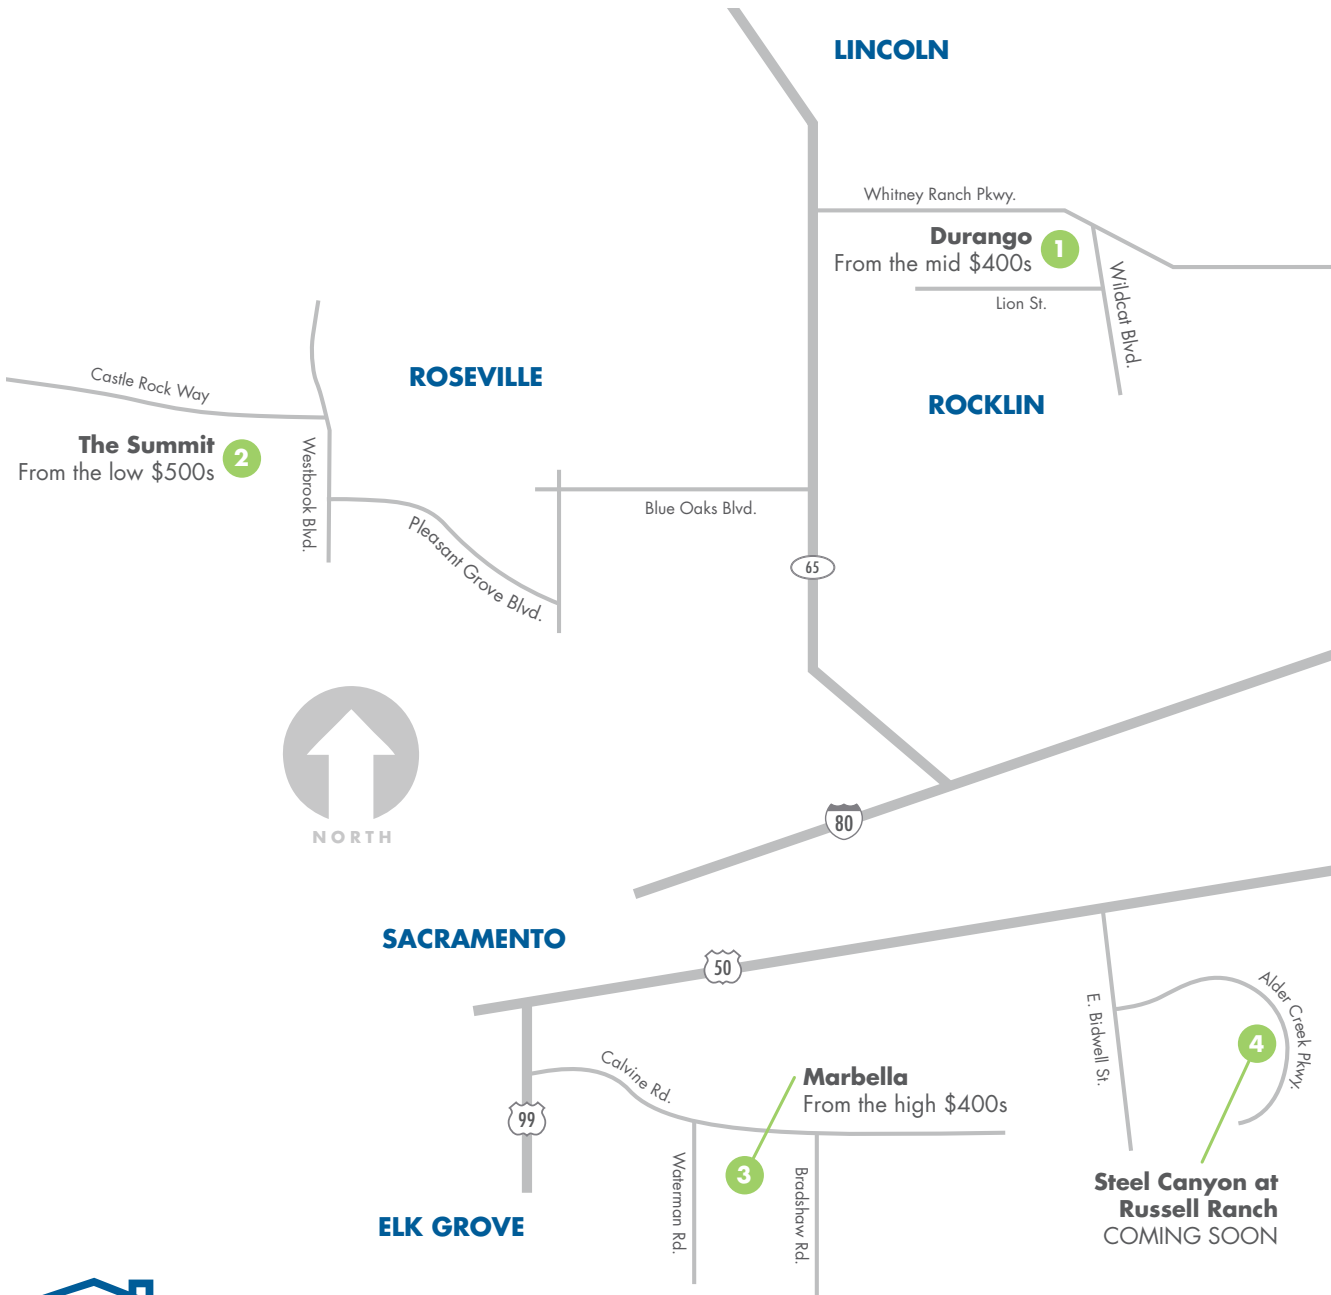 LINCOLN
Whitney Ranch Pkwy.
Durango
From the mid $400s
1
Lion St.
Wildcat Blvd.
ROCKLIN
ROSEVILLE
Castle Rock Way
The Summit
From the low $500s
2
Westbrook Blvd.
Pleasant Grove Blvd.
Blue Oaks Blvd.
65
NORTH
80
SACRAMENTO
50
99
Calvine Rd.
Marbella
From the high $400s
3
Waterman Rd.
Bradshaw Rd.
ELK GROVE
E. Bidwell St.
Alder Creek Pkwy.
4
Steel Canyon at
Russell Ranch
COMING SOON